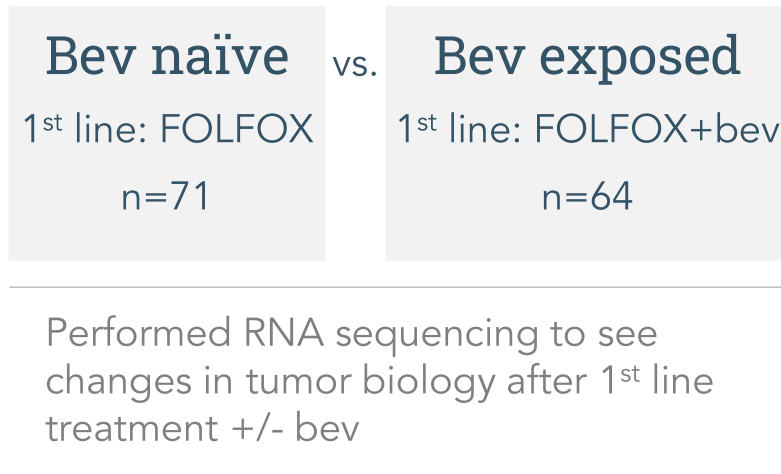 Bev naïve vs. Bev exposed
1st line: FOLFOX 1st line: FOLFOX+bev
n=71 n=64
Performed RNA sequencing to see
changes in tumor biology after 1st line
treatment +/- bev